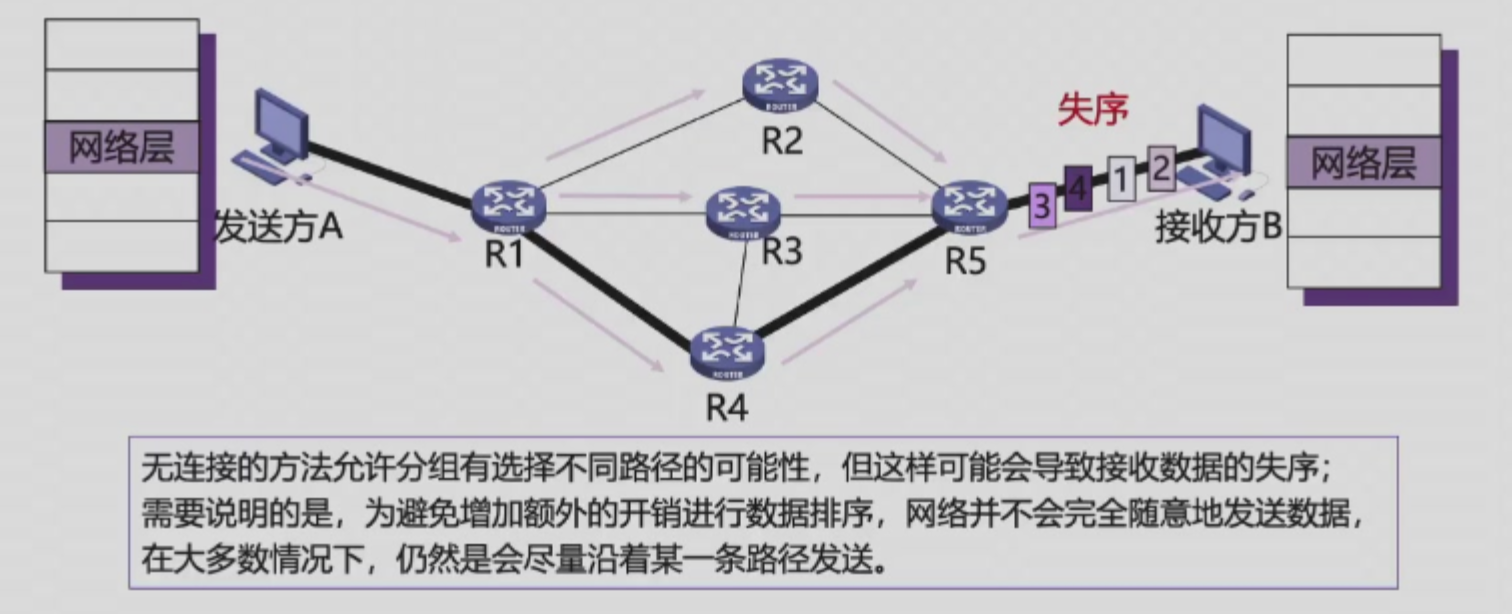 网络层
发送方A
R1
ROUTER
R2
ROUTER
R3
ROUTER
R4
ROUTER
R5
ROUTER
失序
3
4
1
2
接收方B
网络层
无连接的方法允许分组有选择不同路径的可能性，但这样可能会导致接收数据的失序；
需要说明的是，为避免增加额外的开销进行数据排序，网络并不会完全随意地发送数据，
在大多数情况下，仍然是会尽量沿着某一条路径发送。